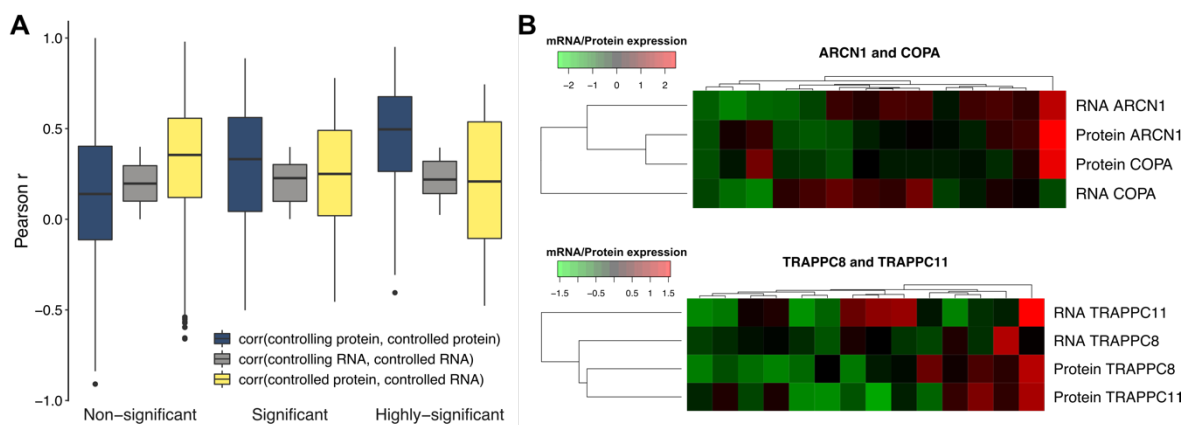 A
Pearson r
1.0
0.5
0.0
−0.5
−1.0
corr(controlling protein, controlled protein)
corr(controlling RNA, controlled RNA)
corr(controlled protein, controlled RNA)
Non−significant Significant Highly−significant
B
mRNA/Protein expression
−2 −1 0 1 2
ARCN1 and COPA
RNA ARCN1
Protein ARCN1
Protein COPA
RNA COPA
mRNA/Protein expression
−1.5 −0.5 0.5 1.5
TRAPPC8 and TRAPPC11
RNA TRAPPC11
RNA TRAPPC8
Protein TRAPPC8
Protein TRAPPC11